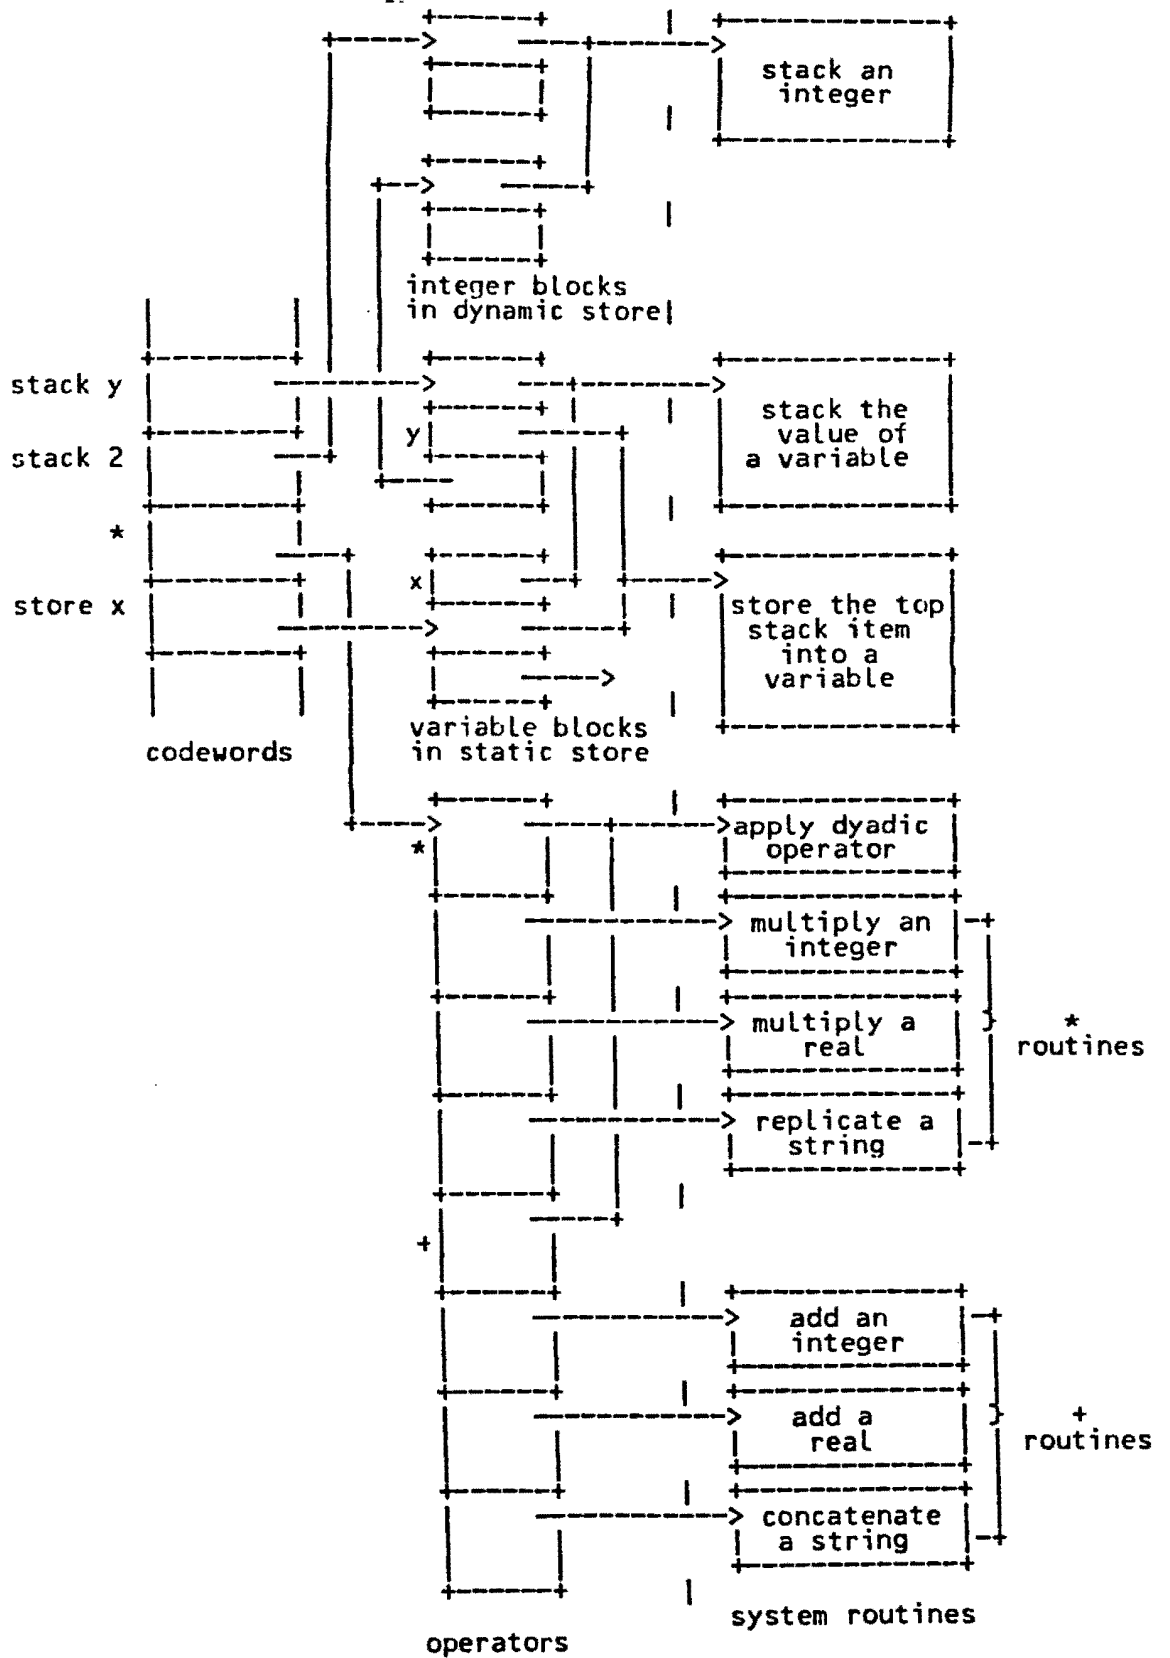 stack an
integer
integer blocks
in dynamic store
stack y
stack 2
*
store x
codewords
y
x
variable blocks
in static store
stack the
value of
a variable
store the top
stack item
into a
variable
*
apply dyadic
operator
multiply an
integer
multiply a
real
replicate a
string
*
routines
+
add an
integer
add a
real
concatenate
a string
+
routines
operators
system routines